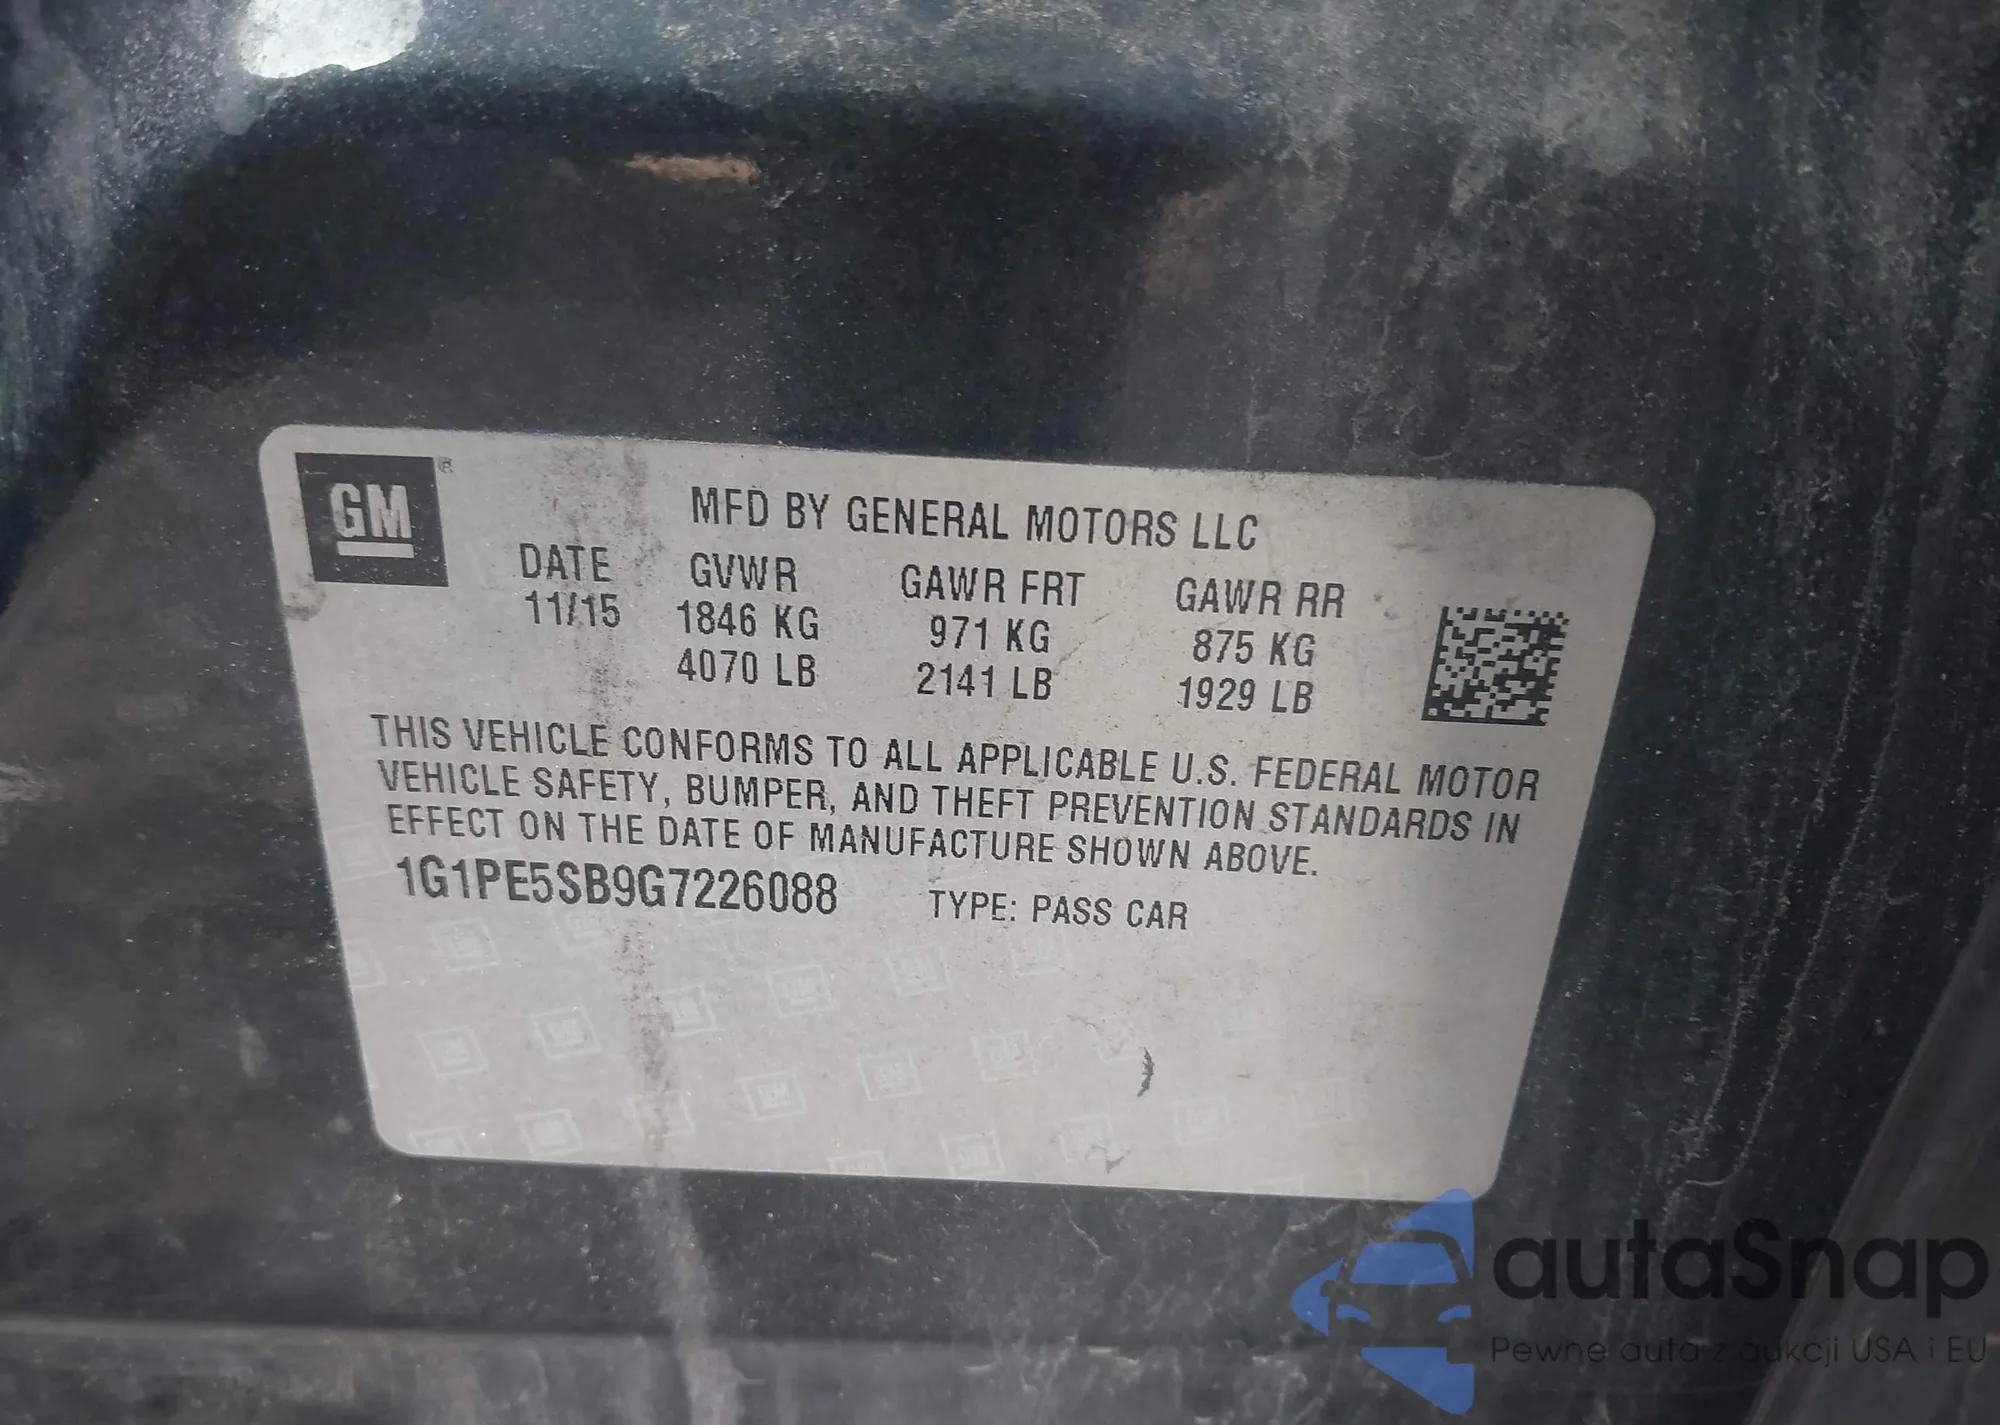 GM ®
MFD BY GENERAL MOTORS LLC
DATE GVWR GAWR FRT GAWR RR
11/15 1846 KG 971 KG 875 KG
4070 LB 2141 LB 1929 LB
THIS VEHICLE CONFORMS TO ALL APPLICABLE U.S. FEDERAL MOTOR
VEHICLE SAFETY, BUMPER, AND THEFT PREVENTION STANDARDS IN
EFFECT ON THE DATE OF MANUFACTURE SHOWN ABOVE.
1G1PE5SB9G7226088 TYPE: PASS CAR
autaSnap
Pewne auta z aukcji USA i EU